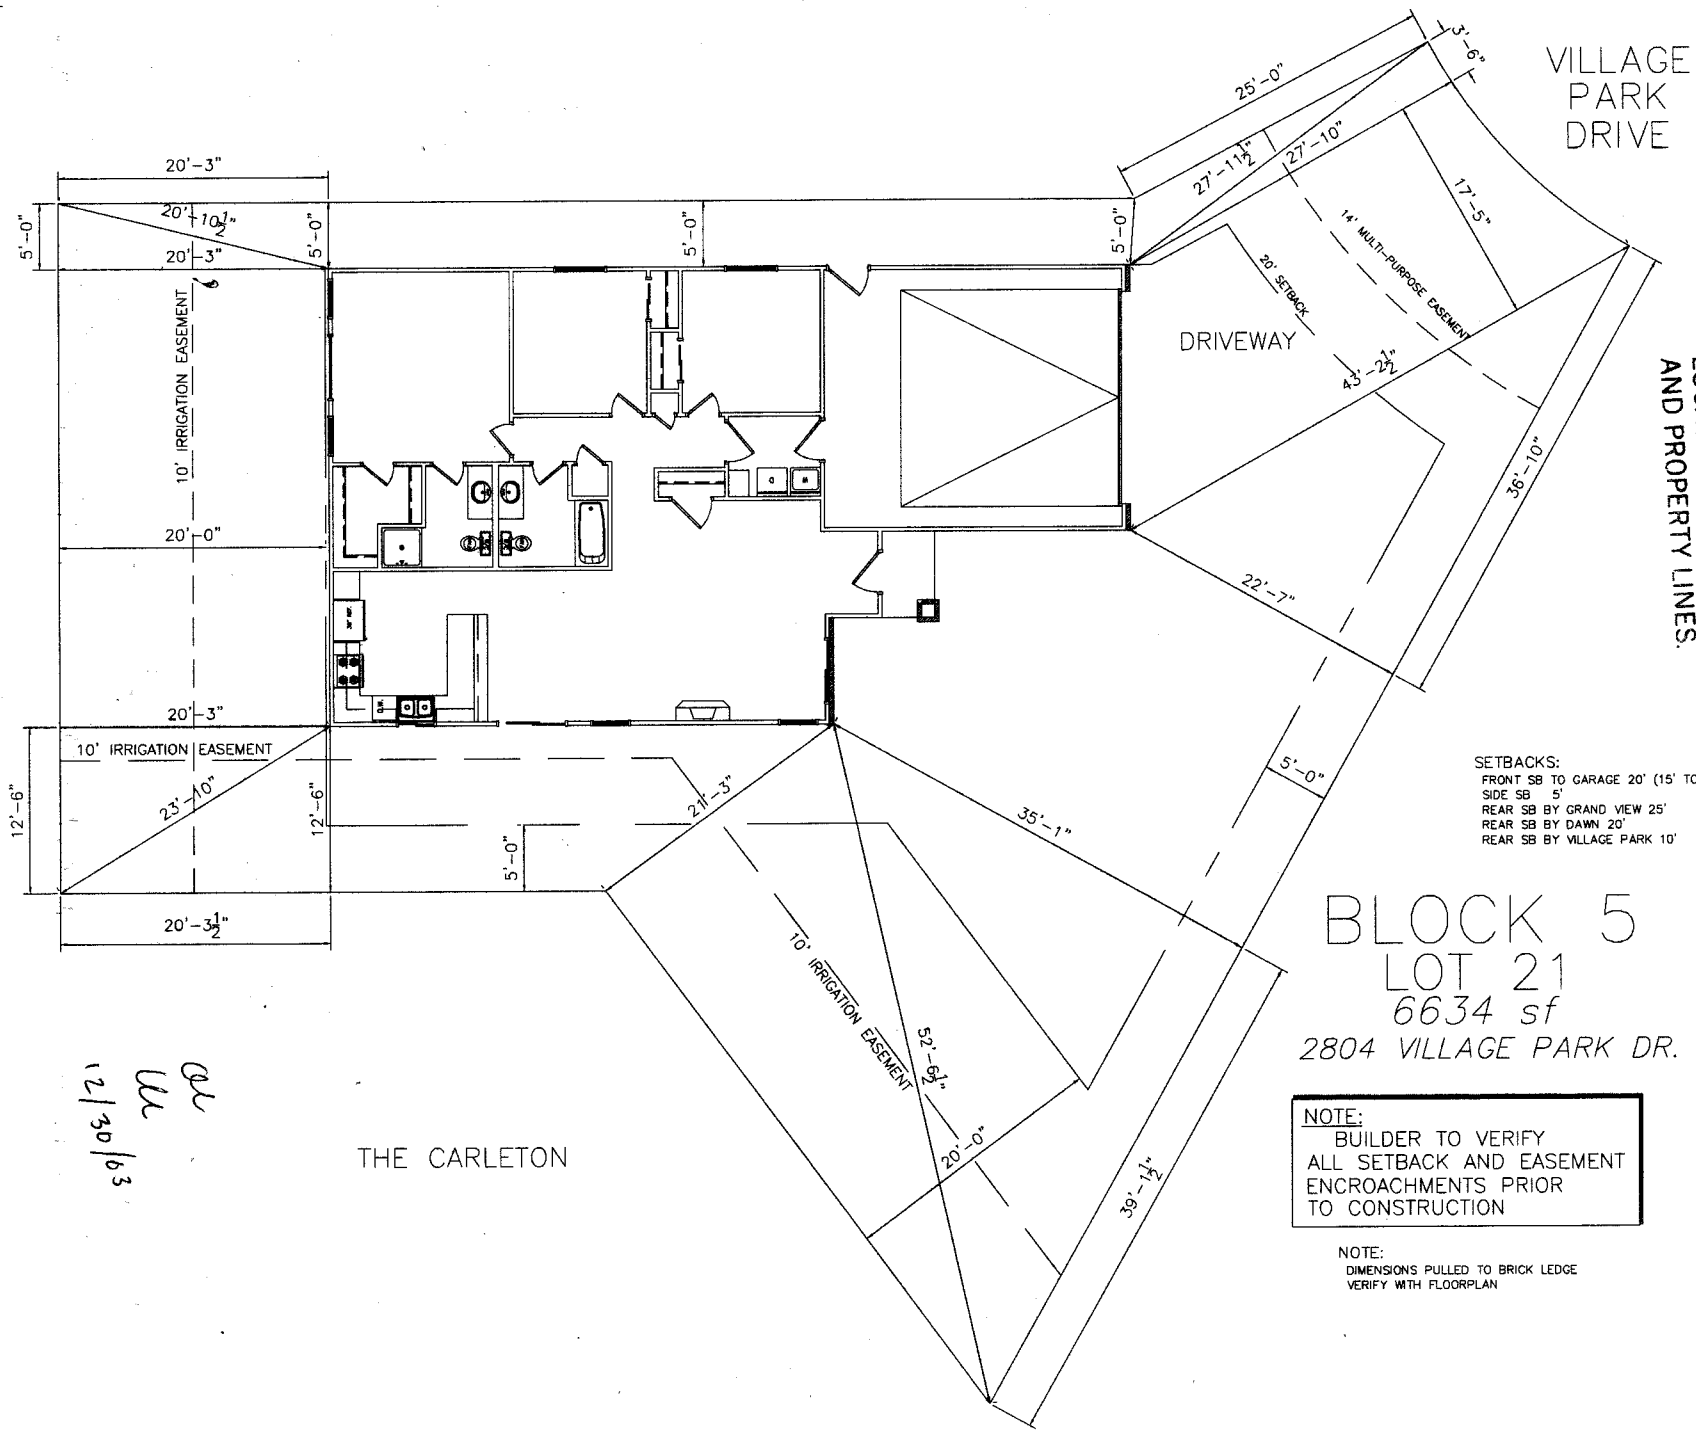 VILLAGE
PARK
DRIVE
25'-0"
3'-6"
27'-11½"
27'-10"
17'-5"
14' MULTI-PURPOSE EASEMENT
20' SETBACK
DRIVEWAY
43'-2½"
36'-10"
22'-7"
AND PROPERTY LINES.
20'-3"
5'-0"
20'-10½"
20'-3"
5'-0"
5'-0"
5'-0"
10' IRRIGATION EASEMENT
20'-0"
D
W
36" REF.
D.W.
20'-3"
10' IRRIGATION EASEMENT
12'-6"
23'-10"
12'-6"
20'-3½"
5'-0"
21'-3"
35'-1"
5'-0"
10' IRRIGATION EASEMENT
52'-6½"
20'-0"
39'-1½"
SETBACKS:
FRONT SB TO GARAGE 20' (15' TO
SIDE SB 5'
REAR SB BY GRAND VIEW 25'
REAR SB BY DAWN 20'
REAR SB BY VILLAGE PARK 10'
BLOCK 5
LOT 21
6634 sf
2804 VILLAGE PARK DR.
NOTE:
BUILDER TO VERIFY
ALL SETBACK AND EASEMENT
ENCROACHMENTS PRIOR
TO CONSTRUCTION
NOTE:
DIMENSIONS PULLED TO BRICK LEDGE
VERIFY WITH FLOORPLAN
THE CARLETON
12/30/03